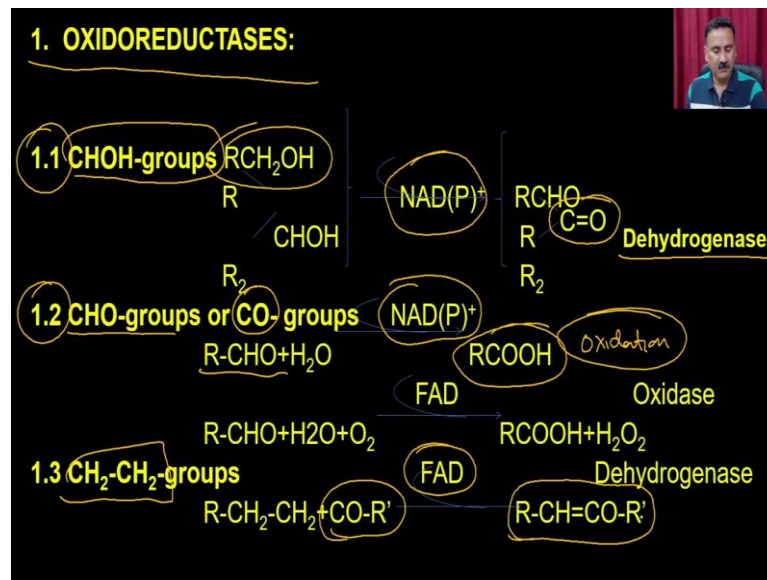 1. OXIDOREDUCTASES:
1.1 CHOH-groups RCH₂OH
NAD(P)⁺
RCHO
R
R
C=O
CHOH
Dehydrogenase
R₂
R₂
1.2 CHO-groups or CO- groups
NAD(P)⁺
R-CHO+H₂O
RCOOH
Oxidation
FAD
Oxidase
R-CHO+H2O+O₂
RCOOH+H₂O₂
1.3 CH₂-CH₂-groups
FAD
Dehydrogenase
R-CH₂-CH₂+CO-R’
R-CH=CO-R’